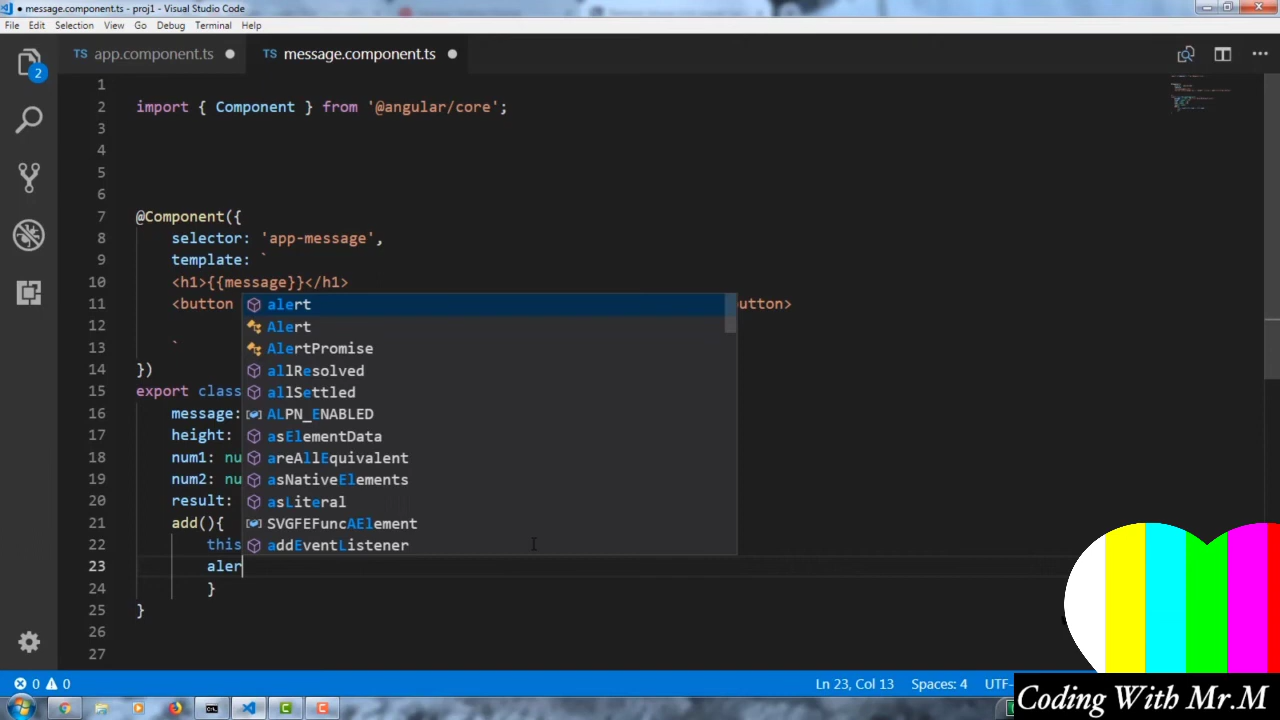 ● message.component.ts - proj1 - Visual Studio Code
File Edit Selection View Go Debug Terminal Help
TS app.component.ts ● TS message.component.ts ●
2
1
2 import { Component } from '@angular/core';
3
4
5
6
7 @Component({
8 selector: 'app-message',
9 template: `
10 <h1>{{message}}</h1>
11 <button utton>
alert
12 Alert
13 ` AlertPromise
14 }) allResolved
15 export class allSettled
16 message: ALPN_ENABLED
17 height: asElementData
18 num1: nu areAllEquivalent
19 num2: nu asNativeElements
20 result: asLiteral
21 add(){ SVGFEFuncAElement
22 this addEventListener
23 aler
24 }
25 }
26
27
0 0 Ln 23, Col 13 Spaces: 4 UTF-
Coding With Mr.M